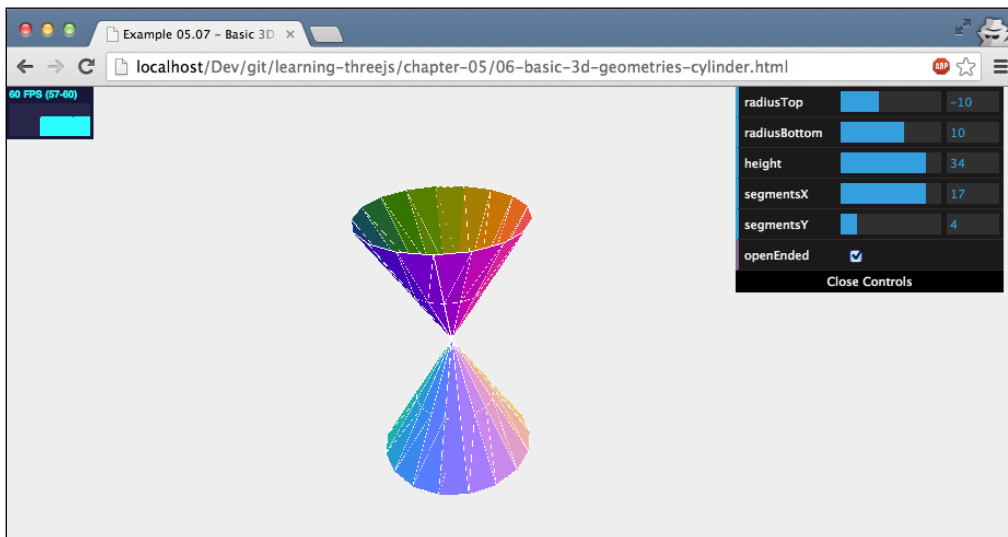 Example 05.07 – Basic 3D
localhost/Dev/git/learning-threejs/chapter-05/06-basic-3d-geometries-cylinder.html
ABP
60 FPS (57-60)
radiusTop -10
radiusBottom 10
height 34
segmentsX 17
segmentsY 4
openEnded
Close Controls